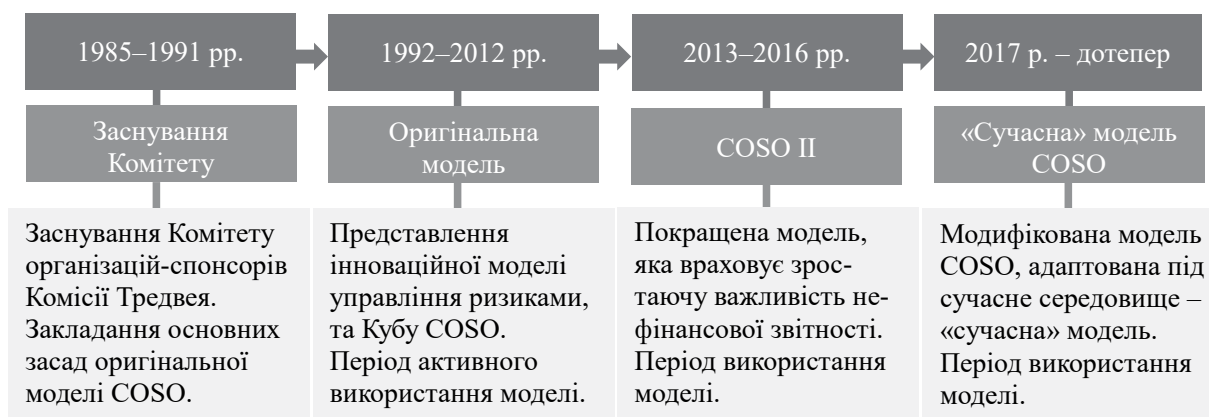 1985–1991 рр.
1992–2012 рр.
2013–2016 рр.
2017 р. – дотепер
Заснування
Комітету
Оригінальна
модель
COSO II
«Сучасна» модель
COSO
Заснування Комітету
організацій-спонсорів
Комісії Тредвея.
Закладання основних
засад оригінальної
моделі COSO.
Представлення
інноваційної моделі
управління ризиками,
та Кубу COSO.
Період активного
використання моделі.
Покращена модель,
яка враховує зрос-
таючу важливість не-
фінансової звітності.
Період використання
моделі.
Модифікована модель
COSO, адаптована під
сучасне середовище –
«сучасна» модель.
Період використання
моделі.